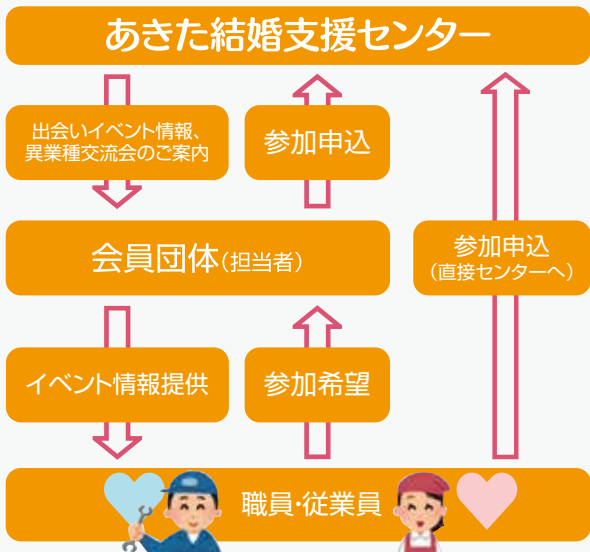 あきた結婚支援センター
出会いイベント情報、
異業種交流会のご案内
参加申込
会員団体(担当者)
参加申込
(直接センターへ)
イベント情報提供
参加希望
職員・従業員